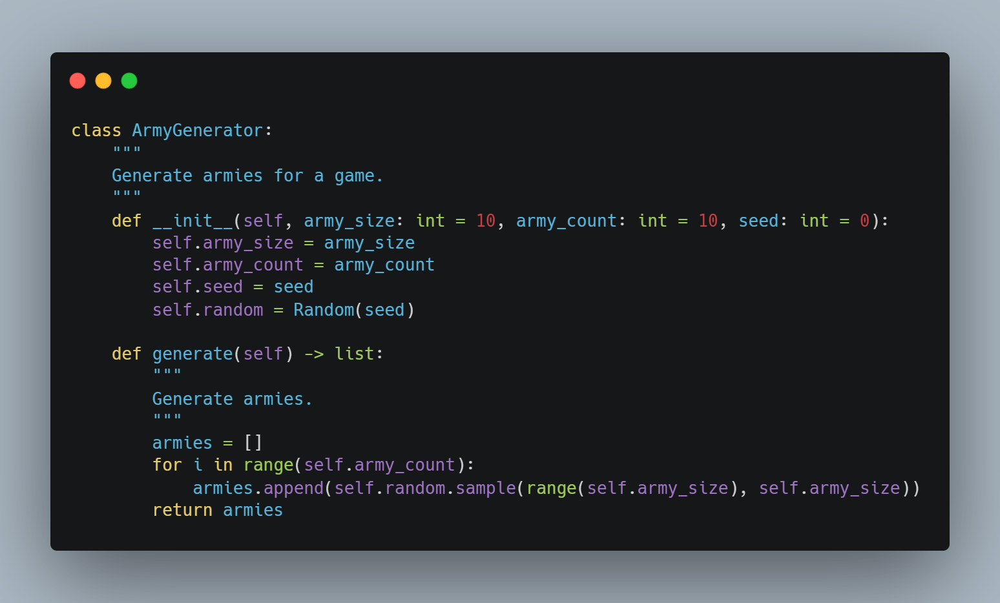 class ArmyGenerator:
    """
    Generate armies for a game.
    """
    def __init__(self, army_size: int = 10, army_count: int = 10, seed: int = 0):
        self.army_size = army_size
        self.army_count = army_count
        self.seed = seed
        self.random = Random(seed)

    def generate(self) -> list:
        """
        Generate armies.
        """
        armies = []
        for i in range(self.army_count):
            armies.append(self.random.sample(range(self.army_size), self.army_size))
        return armies